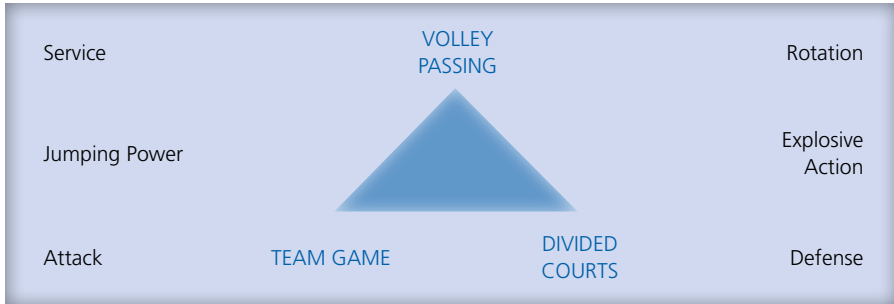 Service
VOLLEY
PASSING
Rotation
Jumping Power
Explosive
Action
Attack
TEAM GAME
DIVIDED
COURTS
Defense